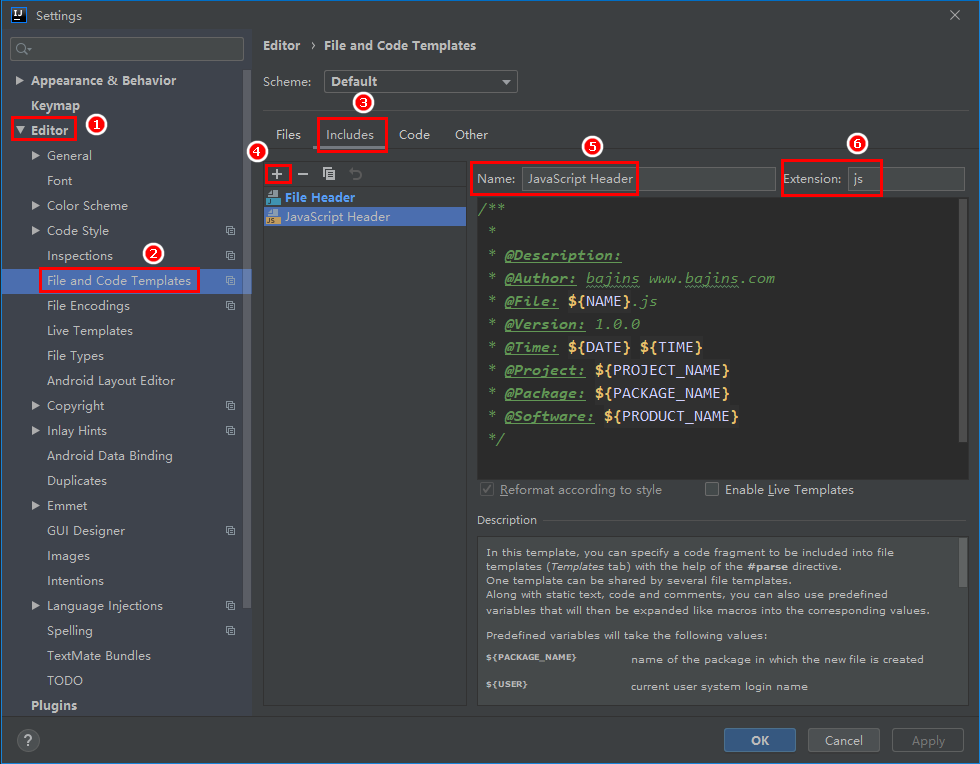 Settings
Editor › File and Code Templates
Scheme: Default
Appearance & Behavior
Keymap
Editor
1
General
Font
Color Scheme
Code Style
Inspections
2
File and Code Templates
File Encodings
Live Templates
File Types
Android Layout Editor
Copyright
Inlay Hints
Android Data Binding
Duplicates
Emmet
GUI Designer
Images
Intentions
Language Injections
Spelling
TextMate Bundles
TODO
Plugins
3
Files Includes Code Other
4
File Header
JavaScript Header
5
6
Name: JavaScript Header Extension: js
/**
*
* @Description:
* @Author: bajins www.bajins.com
* @File: ${NAME}.js
* @Version: 1.0.0
* @Time: ${DATE} ${TIME}
* @Project: ${PROJECT_NAME}
* @Package: ${PACKAGE_NAME}
* @Software: ${PRODUCT_NAME}
*/
Reformat according to style Enable Live Templates
Description
In this template, you can specify a code fragment to be included into file
templates (Templates tab) with the help of the #parse directive.
One template can be shared by several file templates.
Along with static text, code and comments, you can also use predefined
variables that will then be expanded like macros into the corresponding values.
Predefined variables will take the following values:
${PACKAGE_NAME} name of the package in which the new file is created
${USER} current user system login name
? OK Cancel Apply